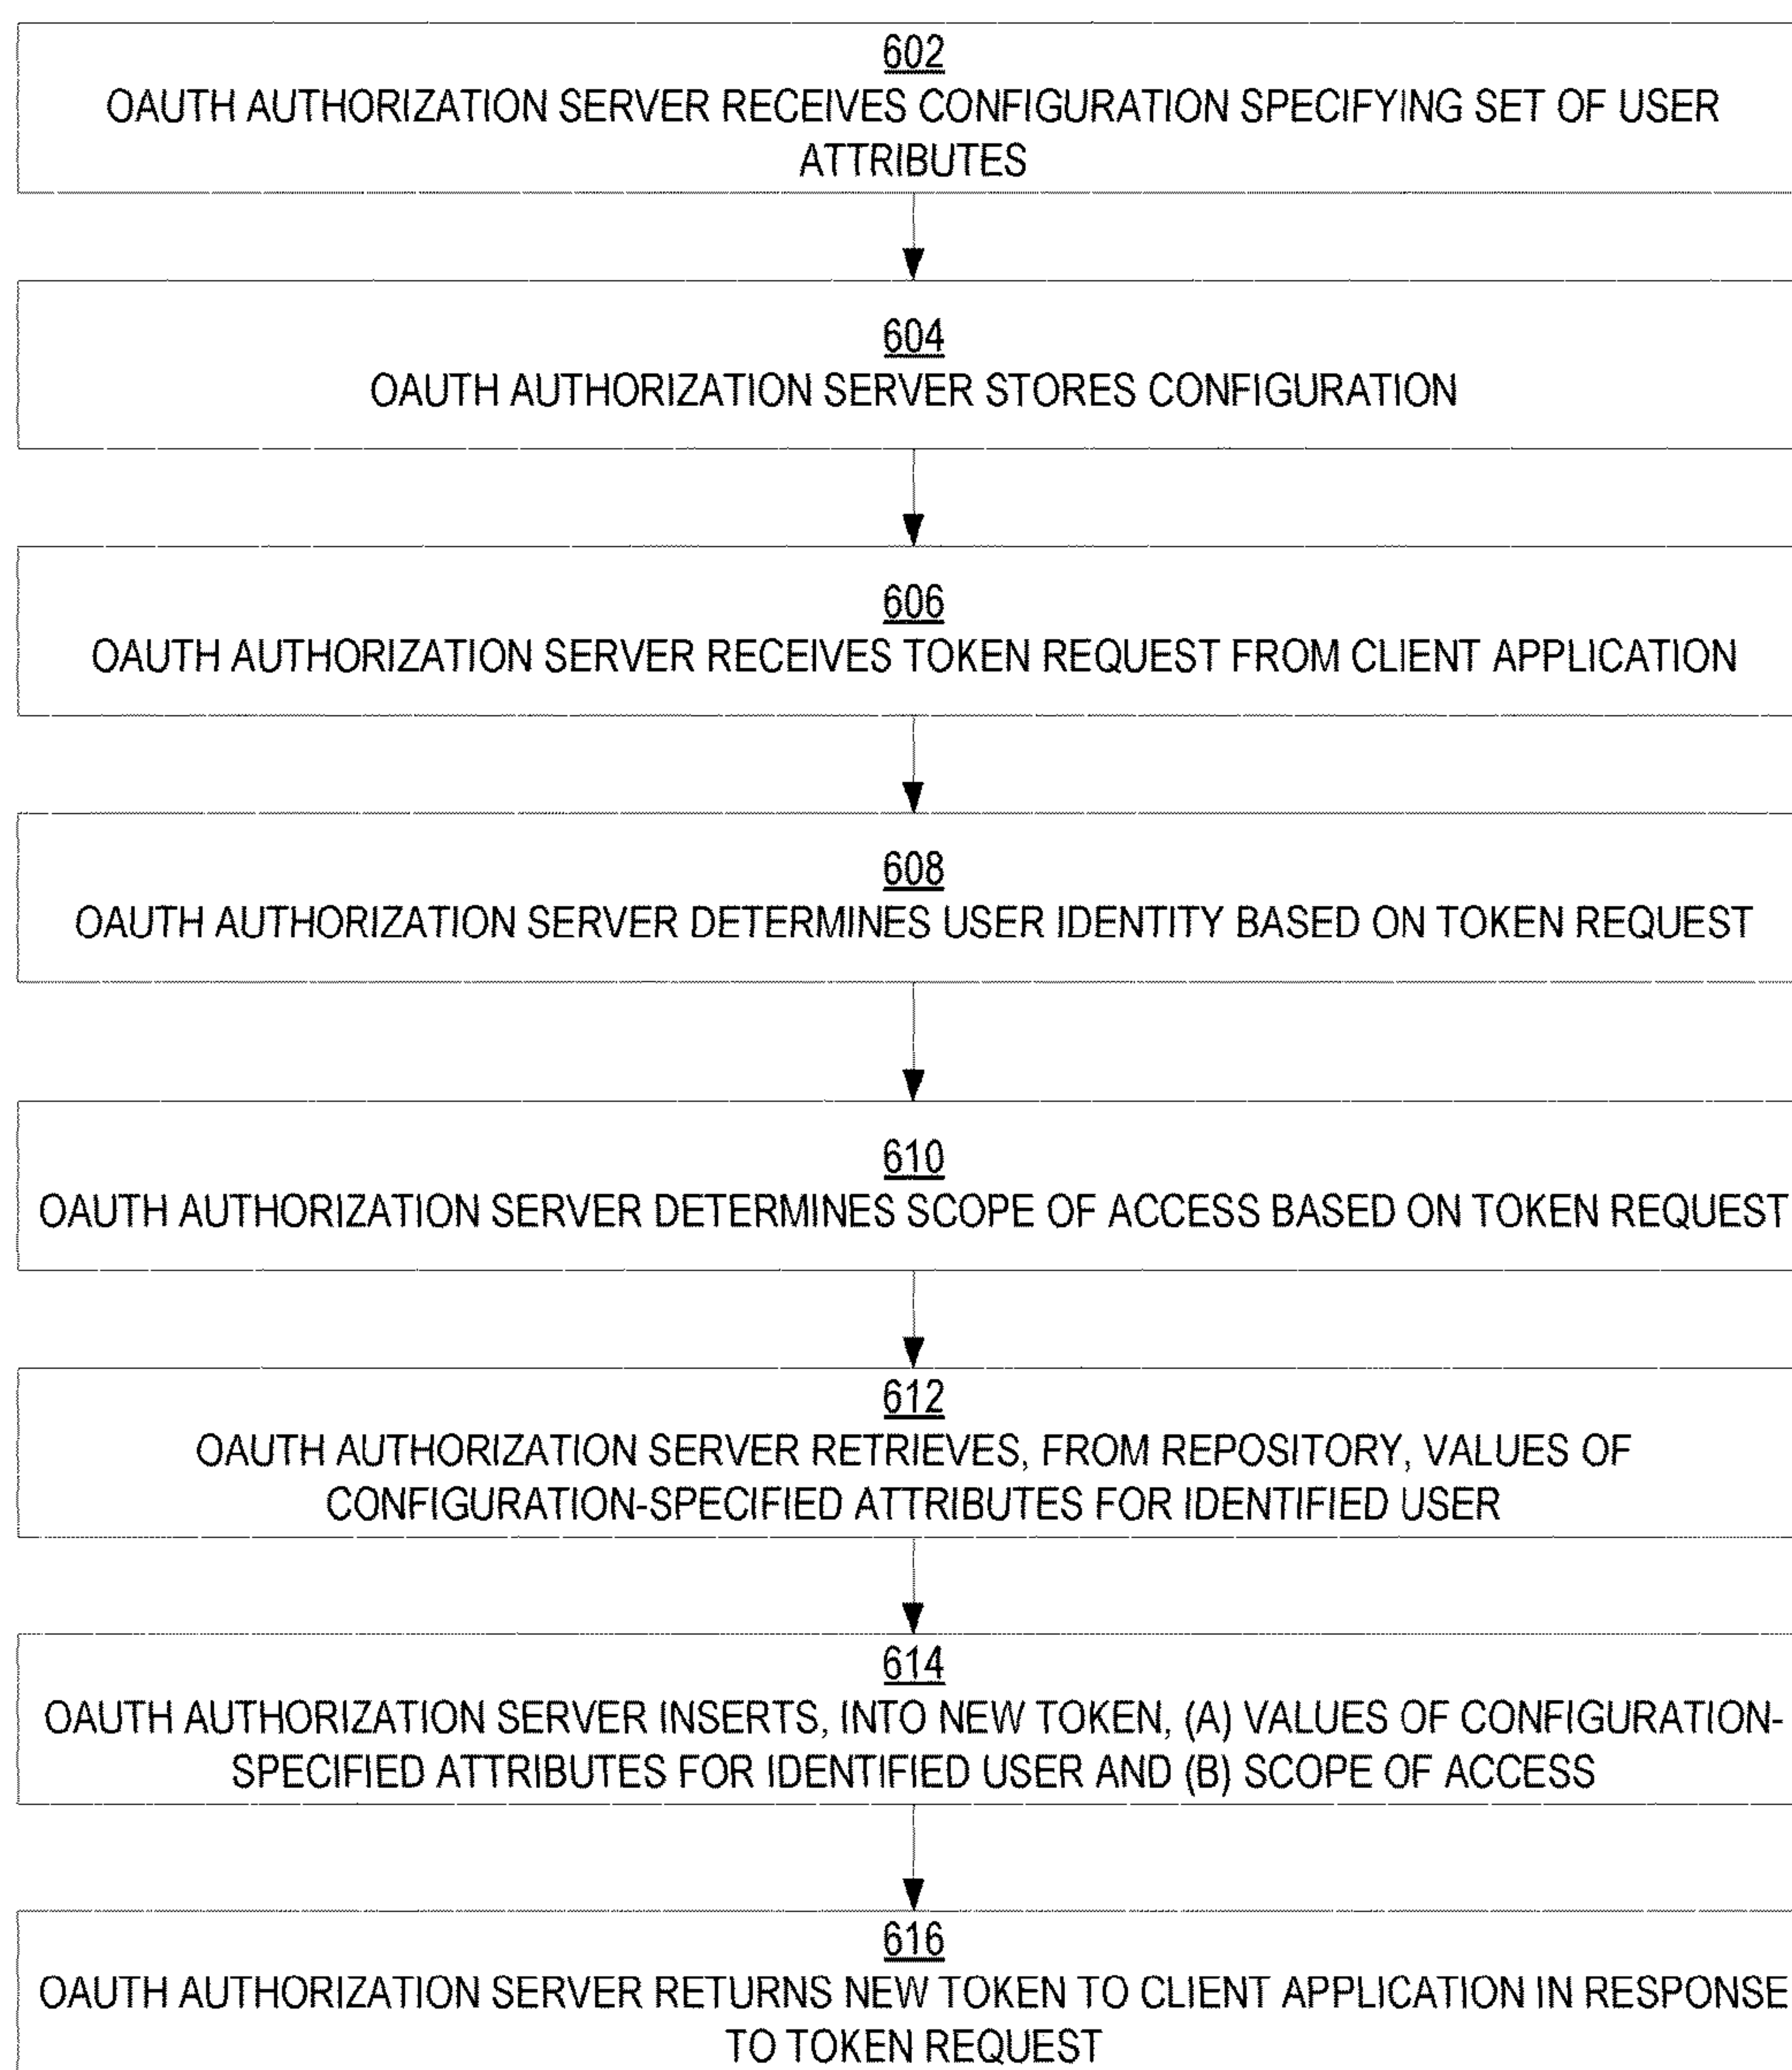 602
OAUTH AUTHORIZATION SERVER RECEIVES CONFIGURATION SPECIFYING SET OF USER
ATTRIBUTES
604
OAUTH AUTHORIZATION SERVER STORES CONFIGURATION
606
OAUTH AUTHORIZATION SERVER RECEIVES TOKEN REQUEST FROM CLIENT APPLICATION
608
OAUTH AUTHORIZATION SERVER DETERMINES USER IDENTITY BASED ON TOKEN REQUEST
610
OAUTH AUTHORIZATION SERVER DETERMINES SCOPE OF ACCESS BASED ON TOKEN REQUEST
612
OAUTH AUTHORIZATION SERVER RETRIEVES, FROM REPOSITORY, VALUES OF
CONFIGURATION-SPECIFIED ATTRIBUTES FOR IDENTIFIED USER
614
OAUTH AUTHORIZATION SERVER INSERTS, INTO NEW TOKEN, (A) VALUES OF CONFIGURATION-
SPECIFIED ATTRIBUTES FOR IDENTIFIED USER AND (B) SCOPE OF ACCESS
616
OAUTH AUTHORIZATION SERVER RETURNS NEW TOKEN TO CLIENT APPLICATION IN RESPONSE
TO TOKEN REQUEST